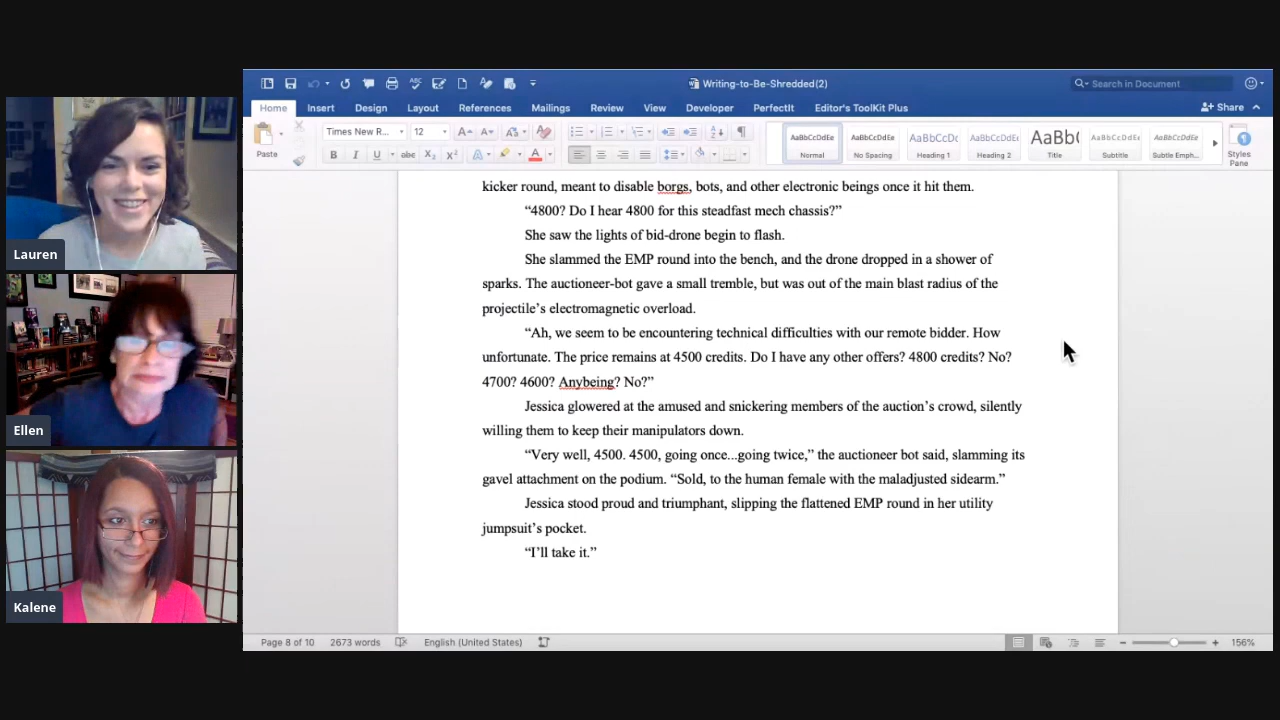 Writing-to-Be-Shredded(2)
Search in Document
Home Insert Design Layout References Mailings Review View Developer PerfectIt Editor's ToolKit Plus Share
Paste
Times New R... 12
AaBbCcDdEe AaBbCcDdEe AaBbCcDc AaBbCcDdEe AaBb( AaBbCcDdEe AaBbCcDdEe
Normal No Spacing Heading 1 Heading 2 Title Subtitle Subtle Emph... Styles Pane
B I U abc X₂ X² A
kicker round, meant to disable borgs, bots, and other electronic beings once it hit them.
“4800? Do I hear 4800 for this steadfast mech chassis?”
She saw the lights of bid-drone begin to flash.
She slammed the EMP round into the bench, and the drone dropped in a shower of
sparks. The auctioneer-bot gave a small tremble, but was out of the main blast radius of the
projectile’s electromagnetic overload.
“Ah, we seem to be encountering technical difficulties with our remote bidder. How
unfortunate. The price remains at 4500 credits. Do I have any other offers? 4800 credits? No?
4700? 4600? Anybeing? No?”
Jessica glowered at the amused and snickering members of the auction’s crowd, silently
willing them to keep their manipulators down.
“Very well, 4500. 4500, going once...going twice,” the auctioneer bot said, slamming its
gavel attachment on the podium. “Sold, to the human female with the maladjusted sidearm.”
Jessica stood proud and triumphant, slipping the flattened EMP round in her utility
jumpsuit’s pocket.
“I’ll take it.”
Page 8 of 10 2673 words English (United States) 156%
Lauren
Ellen
Kalene